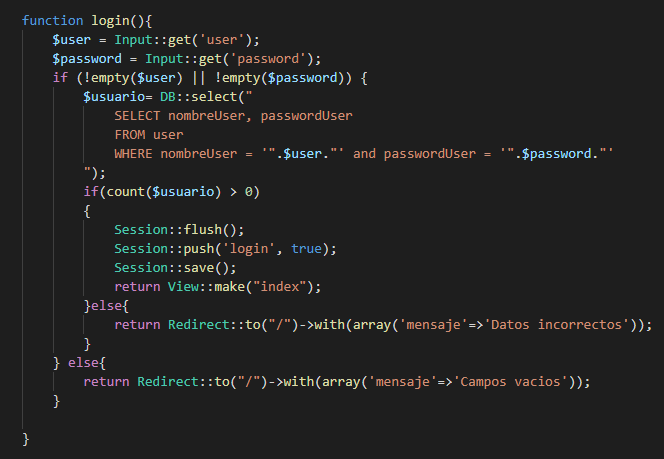 function login(){
$user = Input::get('user');
$password = Input::get('password');
if (!empty($user) || !empty($password)) {
$usuario= DB::select("
SELECT nombreUser, passwordUser
FROM user
WHERE nombreUser = '".$user."' and passwordUser = '".$password."'
");
if(count($usuario) > 0)
{
Session::flush();
Session::push('login', true);
Session::save();
return View::make("index");
}else{
return Redirect::to("/")->with(array('mensaje'=>'Datos incorrectos'));
}
} else{
return Redirect::to("/")->with(array('mensaje'=>'Campos vacios'));
}
}